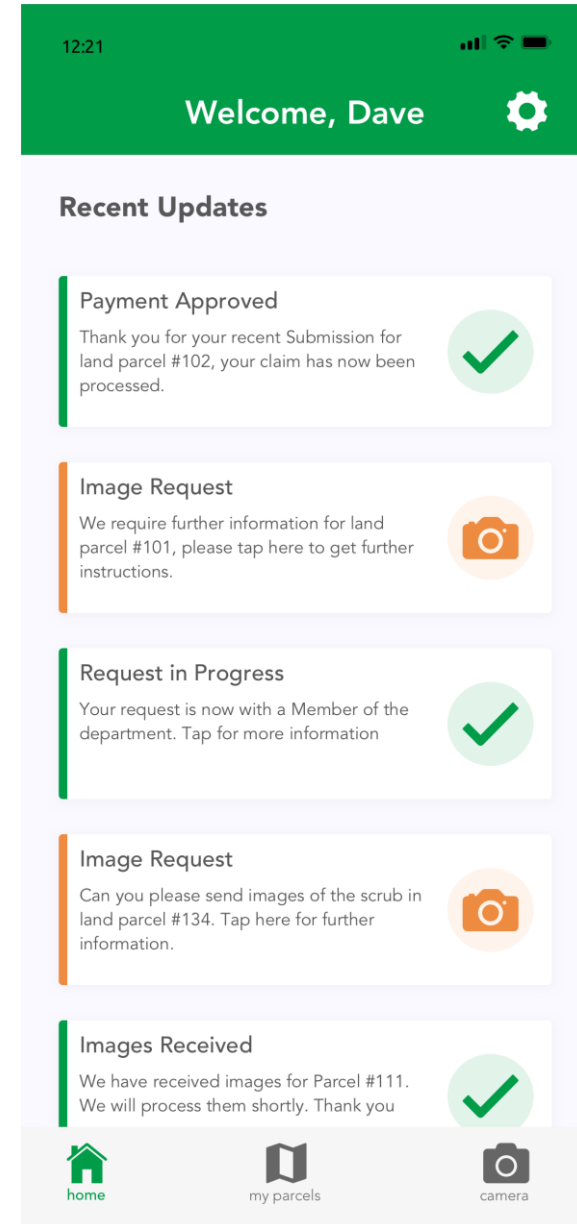 12:21
Welcome, Dave
Recent Updates
Payment Approved
Thank you for your recent Submission for
land parcel #102, your claim has now been
processed.
Image Request
We require further information for land
parcel #101, please tap here to get further
instructions.
Request in Progress
Your request is now with a Member of the
department. Tap for more information
Image Request
Can you please send images of the scrub in
land parcel #134. Tap here for further
information.
Images Received
We have received images for Parcel #111.
We will process them shortly. Thank you
home
my parcels
camera